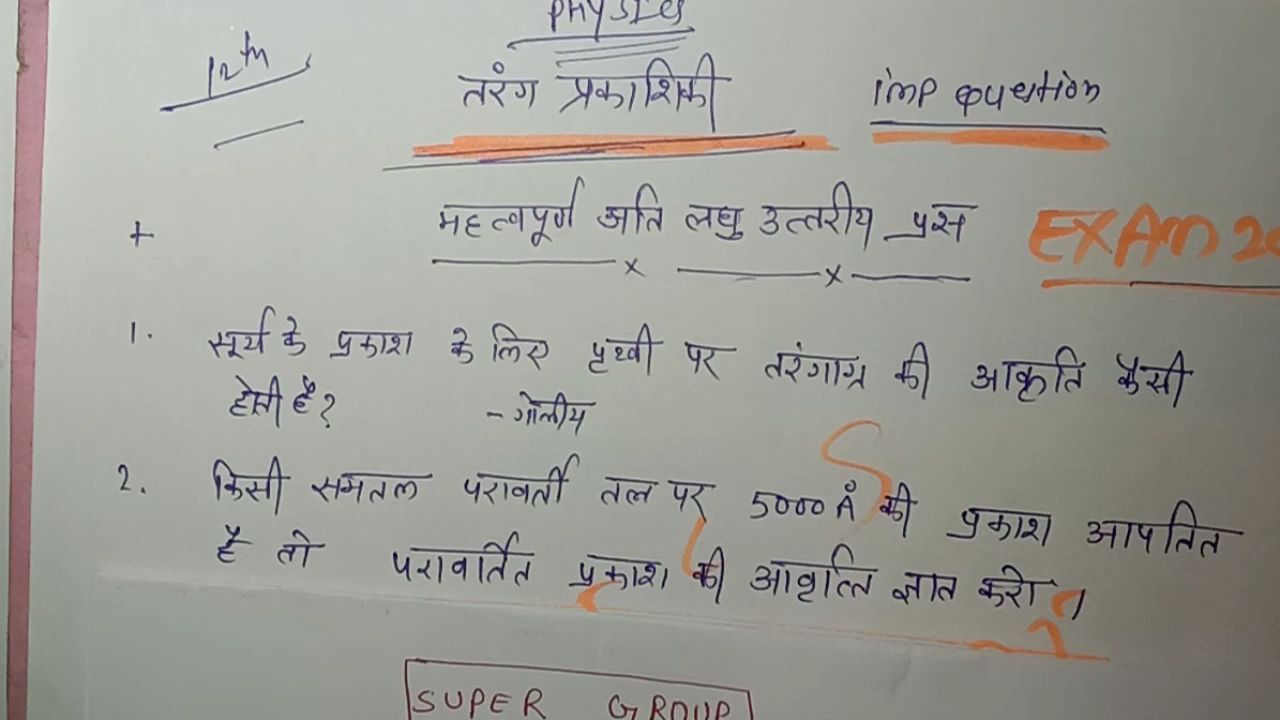 PHYSICS
12th
तरंग प्रकाशिकी
imp question
+ महत्वपूर्ण अति लघु उत्तरीय प्रश्न
EXAM
1. सूर्य के प्रकाश के लिए पृथ्वी पर तरंगाग्र की आकृति कैसी
होती है? - गोलीय
2. किसी समतल परावर्ती तल पर 5000 Å की प्रकाश आपतित
है तो परावर्तित प्रकाश की आवृत्ति ज्ञात करो।
SUPER GROUP